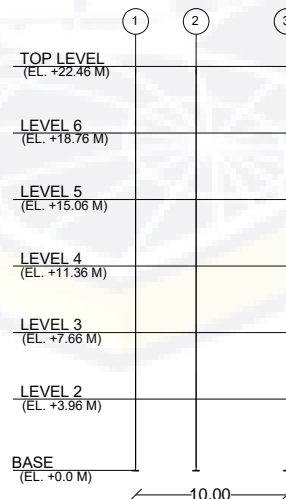 1 2 3
TOP LEVEL
(EL. +22.46 M)
LEVEL 6
(EL. +18.76 M)
LEVEL 5
(EL. +15.06 M)
LEVEL 4
(EL. +11.36 M)
LEVEL 3
(EL. +7.66 M)
LEVEL 2
(EL. +3.96 M)
BASE
(EL. +0.0 M)
10.00